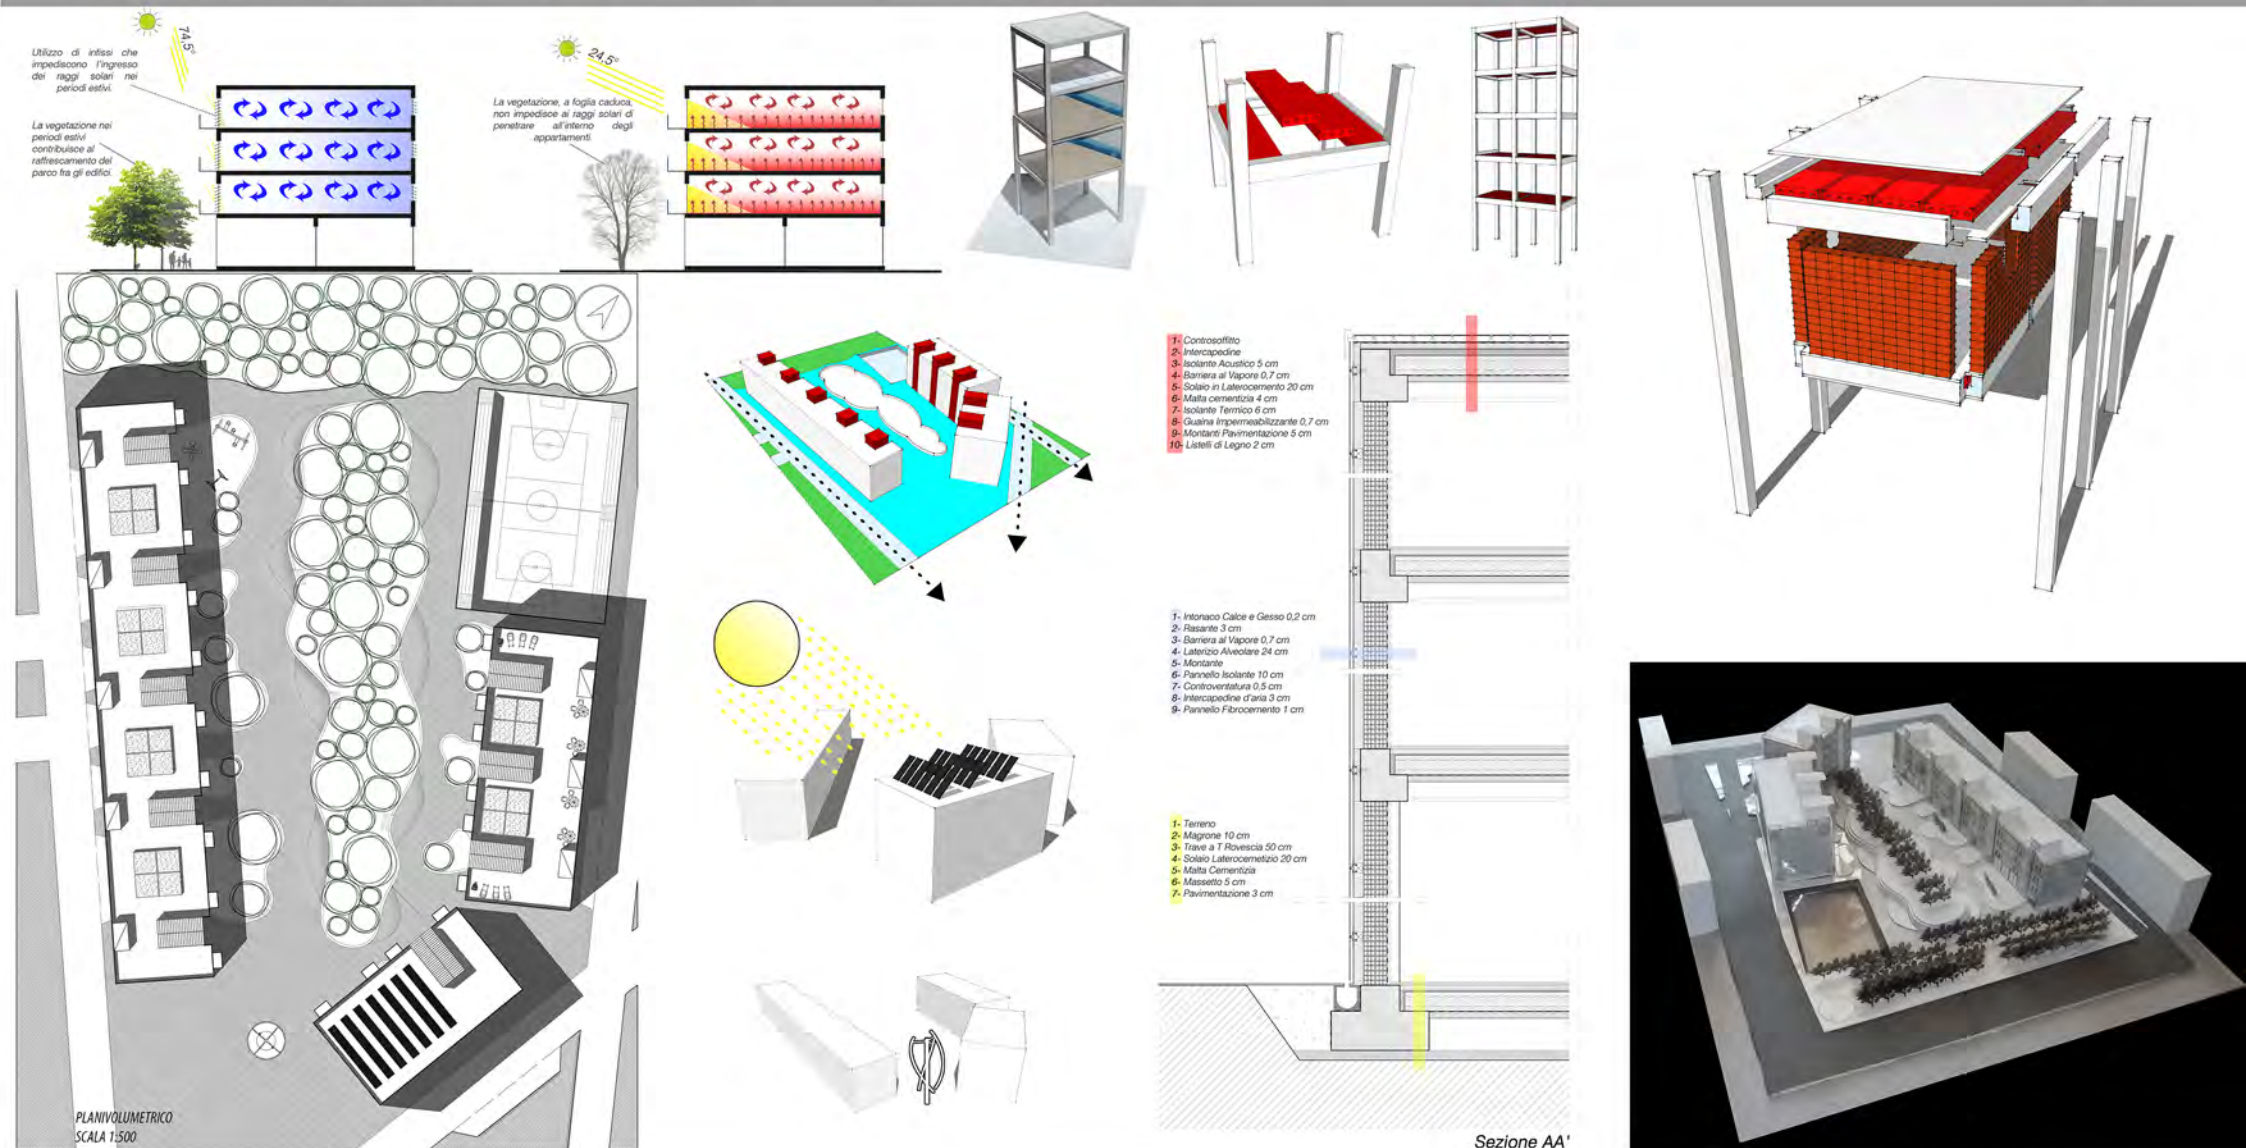 74,5°
Utilizzo di infissi che
impediscono l'ingresso
dei raggi solari nei
periodi estivi.
La vegetazione nei
periodi estivi
contribuisce al
raffrescamento del
parco fra gli edifici.
24,5°
La vegetazione, a foglia caduca,
non impedisce ai raggi solari di
penetrare all'interno degli
appartamenti.
1- Controsoffitto
2- Intercapedine
3- Isolante Acustico 5 cm
4- Barriera al Vapore 0,7 cm
5- Solaio in Laterocemento 20 cm
6- Malta cementizia 4 cm
7- Isolante Termico 6 cm
8- Guaina Impermeabilizzante 0,7 cm
9- Montanti Pavimentazione 5 cm
10- Listelli di Legno 2 cm
1- Intonaco Calce e Gesso 0,2 cm
2- Rasante 3 cm
3- Barriera al Vapore 0,7 cm
4- Laterizio Alveolare 24 cm
5- Montante
6- Pannello Isolante 10 cm
7- Controventatura 0,5 cm
8- Intercapedine d'aria 3 cm
9- Pannello Fibrocemento 1 cm
1- Terreno
2- Magrone 10 cm
3- Trave a T Rovescia 50 cm
4- Solaio Laterocemetizio 20 cm
5- Malta Cementizia
6- Massetto 5 cm
7- Pavimentazione 3 cm
PLANIVOLUMETRICO
SCALA 1:500
Sezione AA'